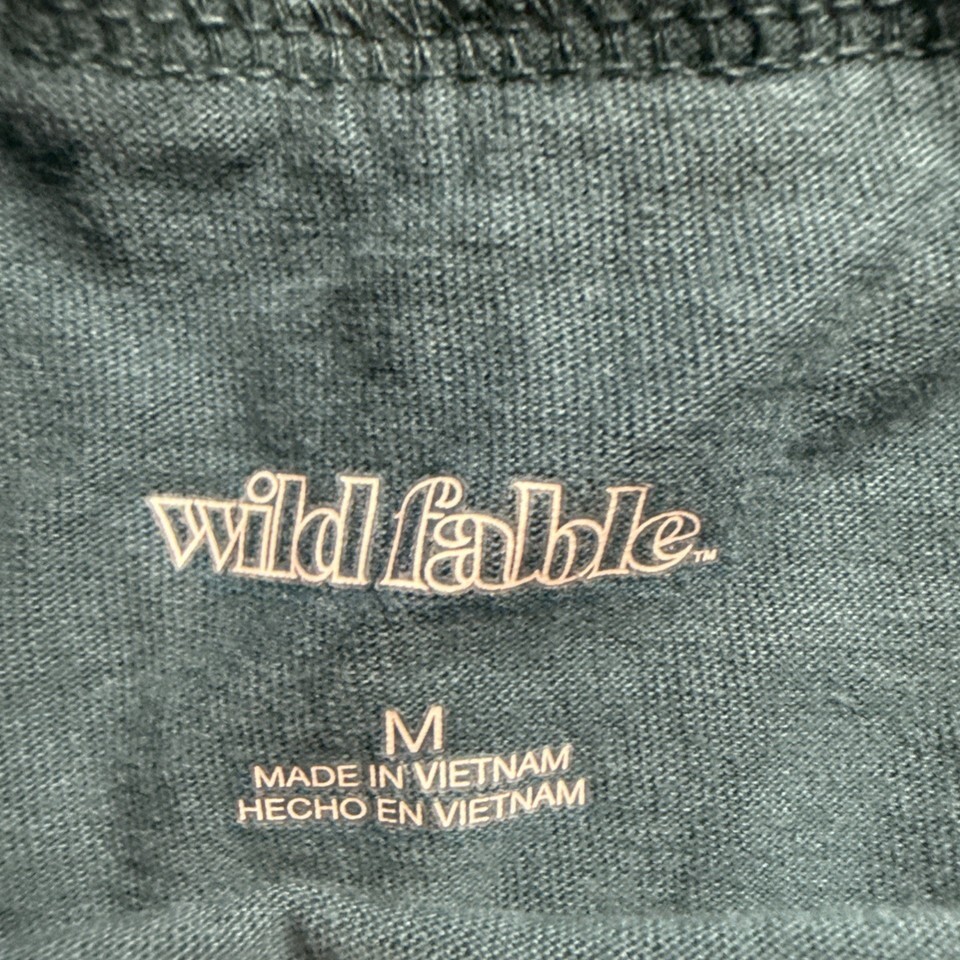 wild fable™
M
MADE IN VIETNAM
HECHO EN VIETNAM